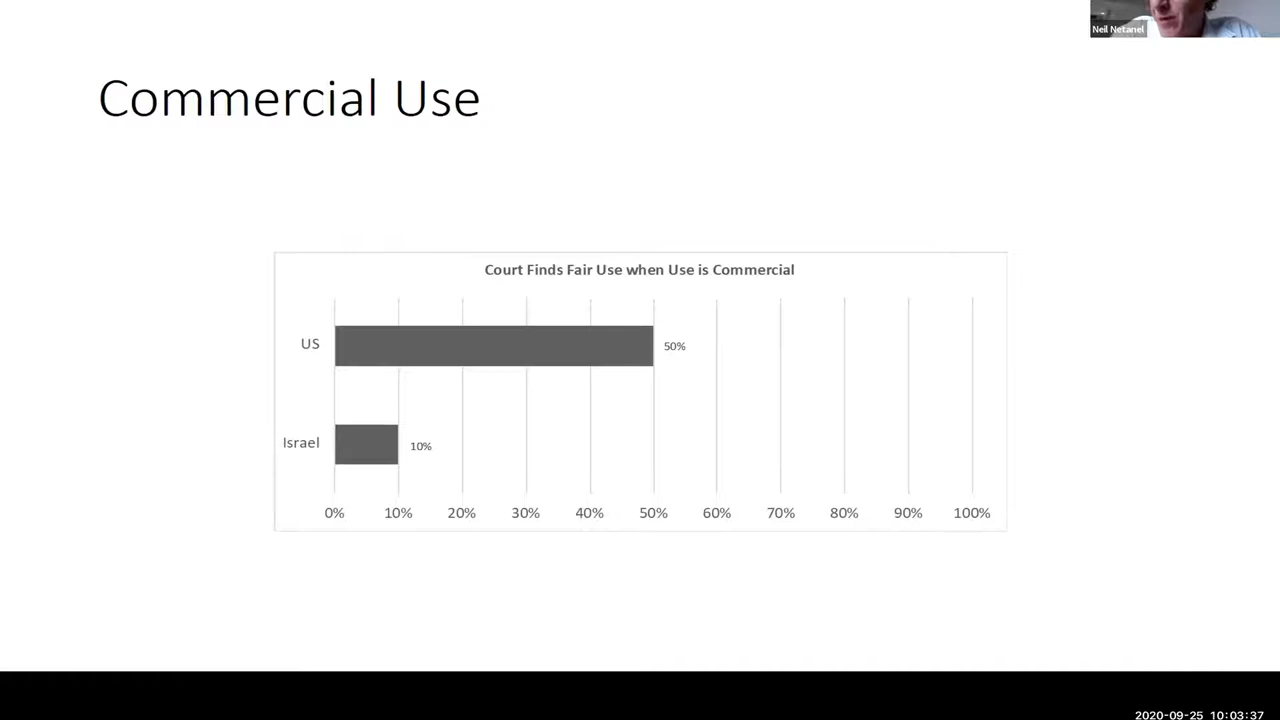 Neil Netanel
Commercial Use
Court Finds Fair Use when Use is Commercial
US
50%
Israel
10%
0% 10% 20% 30% 40% 50% 60% 70% 80% 90% 100%
2020-09-25 10:03:37